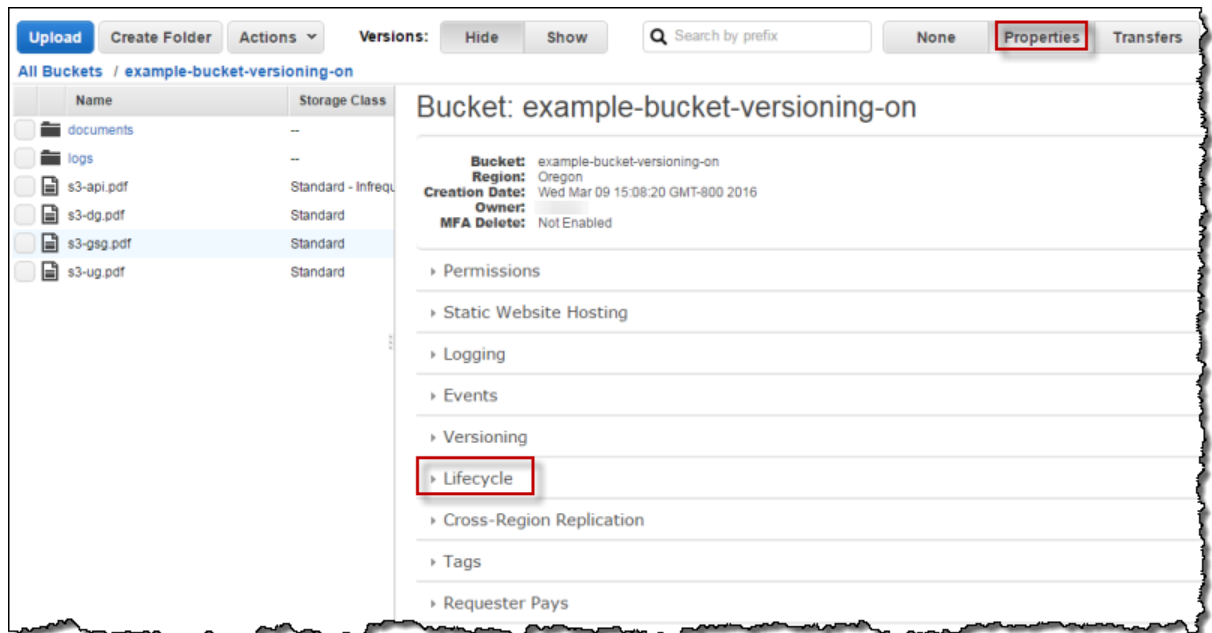 Upload Create Folder Actions Versions: Hide Show Search by prefix None Properties Transfers
All Buckets / example-bucket-versioning-on
Name Storage Class
documents --
logs --
s3-api.pdf Standard - Infrequ
s3-dg.pdf Standard
s3-gsg.pdf Standard
s3-ug.pdf Standard
Bucket: example-bucket-versioning-on
Bucket: example-bucket-versioning-on
Region: Oregon
Creation Date: Wed Mar 09 15:08:20 GMT-800 2016
Owner:
MFA Delete: Not Enabled
Permissions
Static Website Hosting
Logging
Events
Versioning
Lifecycle
Cross-Region Replication
Tags
Requester Pays